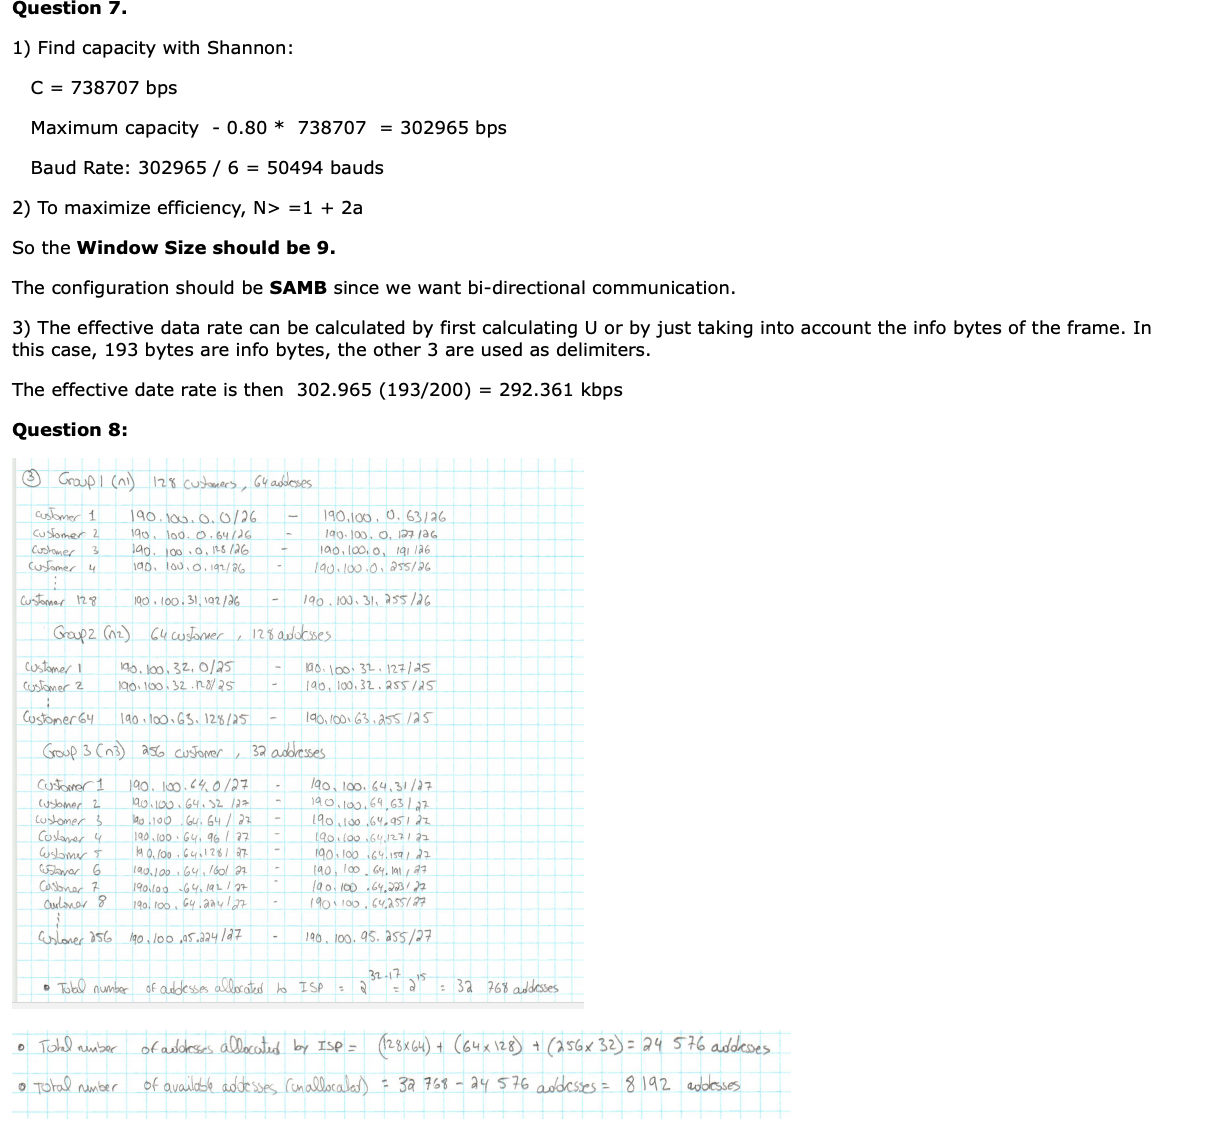 Question 7.
1) Find capacity with Shannon:
C = 738707 bps
Maximum capacity - 0.80 * 738707 = 302965 bps
Baud Rate: 302965 / 6 = 50494 bauds
2) To maximize efficiency, N> =1 + 2a
So the Window Size should be 9.
The configuration should be SAMB since we want bi-directional communication.
3) The effective data rate can be calculated by first calculating U or by just taking into account the info bytes of the frame. In
this case, 193 bytes are info bytes, the other 3 are used as delimiters.
The effective date rate is then 302.965 (193/200) = 292.361 kbps
Question 8:
③ Group 1 (n1) 128 customers, 64 addresses
customer 1 190.100.0.0/26 - 190.100.0.63/26
customer 2 190.100.0.64/26 - 190.100.0.127/26
customer 3 190.100.0.128/26 - 190.100.0.191/26
customer 4 190.100.0.192/26 - 190.100.0.255/26
⋮
customer 128 190.100.31.192/26 - 190.100.31.255/26
Group 2 (n2) 64 customer, 128 addresses
customer 1 190.100.32.0/25 - 190.100.32.127/25
customer 2 190.100.32.128/25 - 190.100.32.255/25
⋮
Customer 64 190.100.63.128/25 - 190.100.63.255/25
Group 3 (n3) 256 customer, 32 addresses
Customer 1 190.100.64.0/27 - 190.100.64.31/27
customer 2 190.100.64.32/27 - 190.100.64.63/27
customer 3 190.100.64.64/27 - 190.100.64.95/27
Customer 4 190.100.64.96/27 - 190.100.64.127/27
Customer 5 190.100.64.128/27 - 190.100.64.159/27
Customer 6 190.100.64.160/27 - 190.100.64.191/27
Customer 7 190.100.64.192/27 - 190.100.64.223/27
Customer 8 190.100.64.224/27 - 190.100.64.255/27
⋮
Customer 256 190.100.95.224/27 - 190.100.95.255/27
• Total number of addresses allocated to ISP = 2^32-17 = 2^15 = 32 768 addresses
• Total number of addresses allocated by ISP = (128x64) + (64x128) + (256x32) = 24 576 addresses
• Total number of available addresses (unallocated) = 32 768 - 24 576 addresses = 8 192 addresses